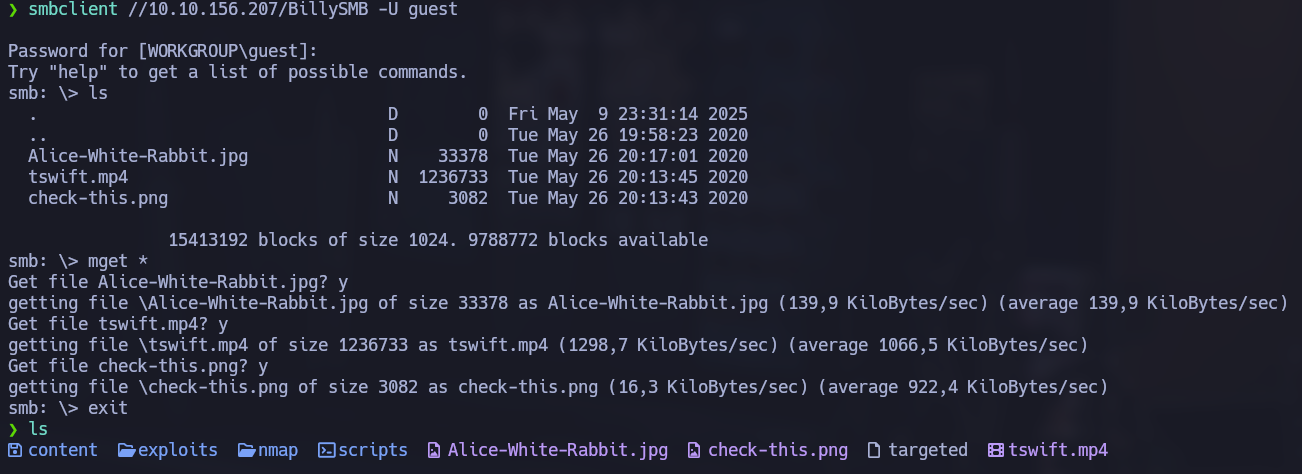 ❯ smbclient //10.10.156.207/BillySMB -U guest
Password for [WORKGROUP\guest]:
Try "help" to get a list of possible commands.
smb: \> ls
  .                                   D        0  Fri May  9 23:31:14 2025
  ..                                  D        0  Tue May 26 19:58:23 2020
  Alice-White-Rabbit.jpg              N    33378  Tue May 26 20:17:01 2020
  tswift.mp4                          N  1236733  Tue May 26 20:13:45 2020
  check-this.png                      N     3082  Tue May 26 20:13:43 2020
                15413192 blocks of size 1024. 9788772 blocks available
smb: \> mget *
Get file Alice-White-Rabbit.jpg? y
getting file \Alice-White-Rabbit.jpg of size 33378 as Alice-White-Rabbit.jpg (139,9 KiloBytes/sec) (average 139,9 KiloBytes/sec)
Get file tswift.mp4? y
getting file \tswift.mp4 of size 1236733 as tswift.mp4 (1298,7 KiloBytes/sec) (average 1066,5 KiloBytes/sec)
Get file check-this.png? y
getting file \check-this.png of size 3082 as check-this.png (16,3 KiloBytes/sec) (average 922,4 KiloBytes/sec)
smb: \> exit
❯ ls
content exploits nmap scripts Alice-White-Rabbit.jpg check-this.png targeted tswift.mp4